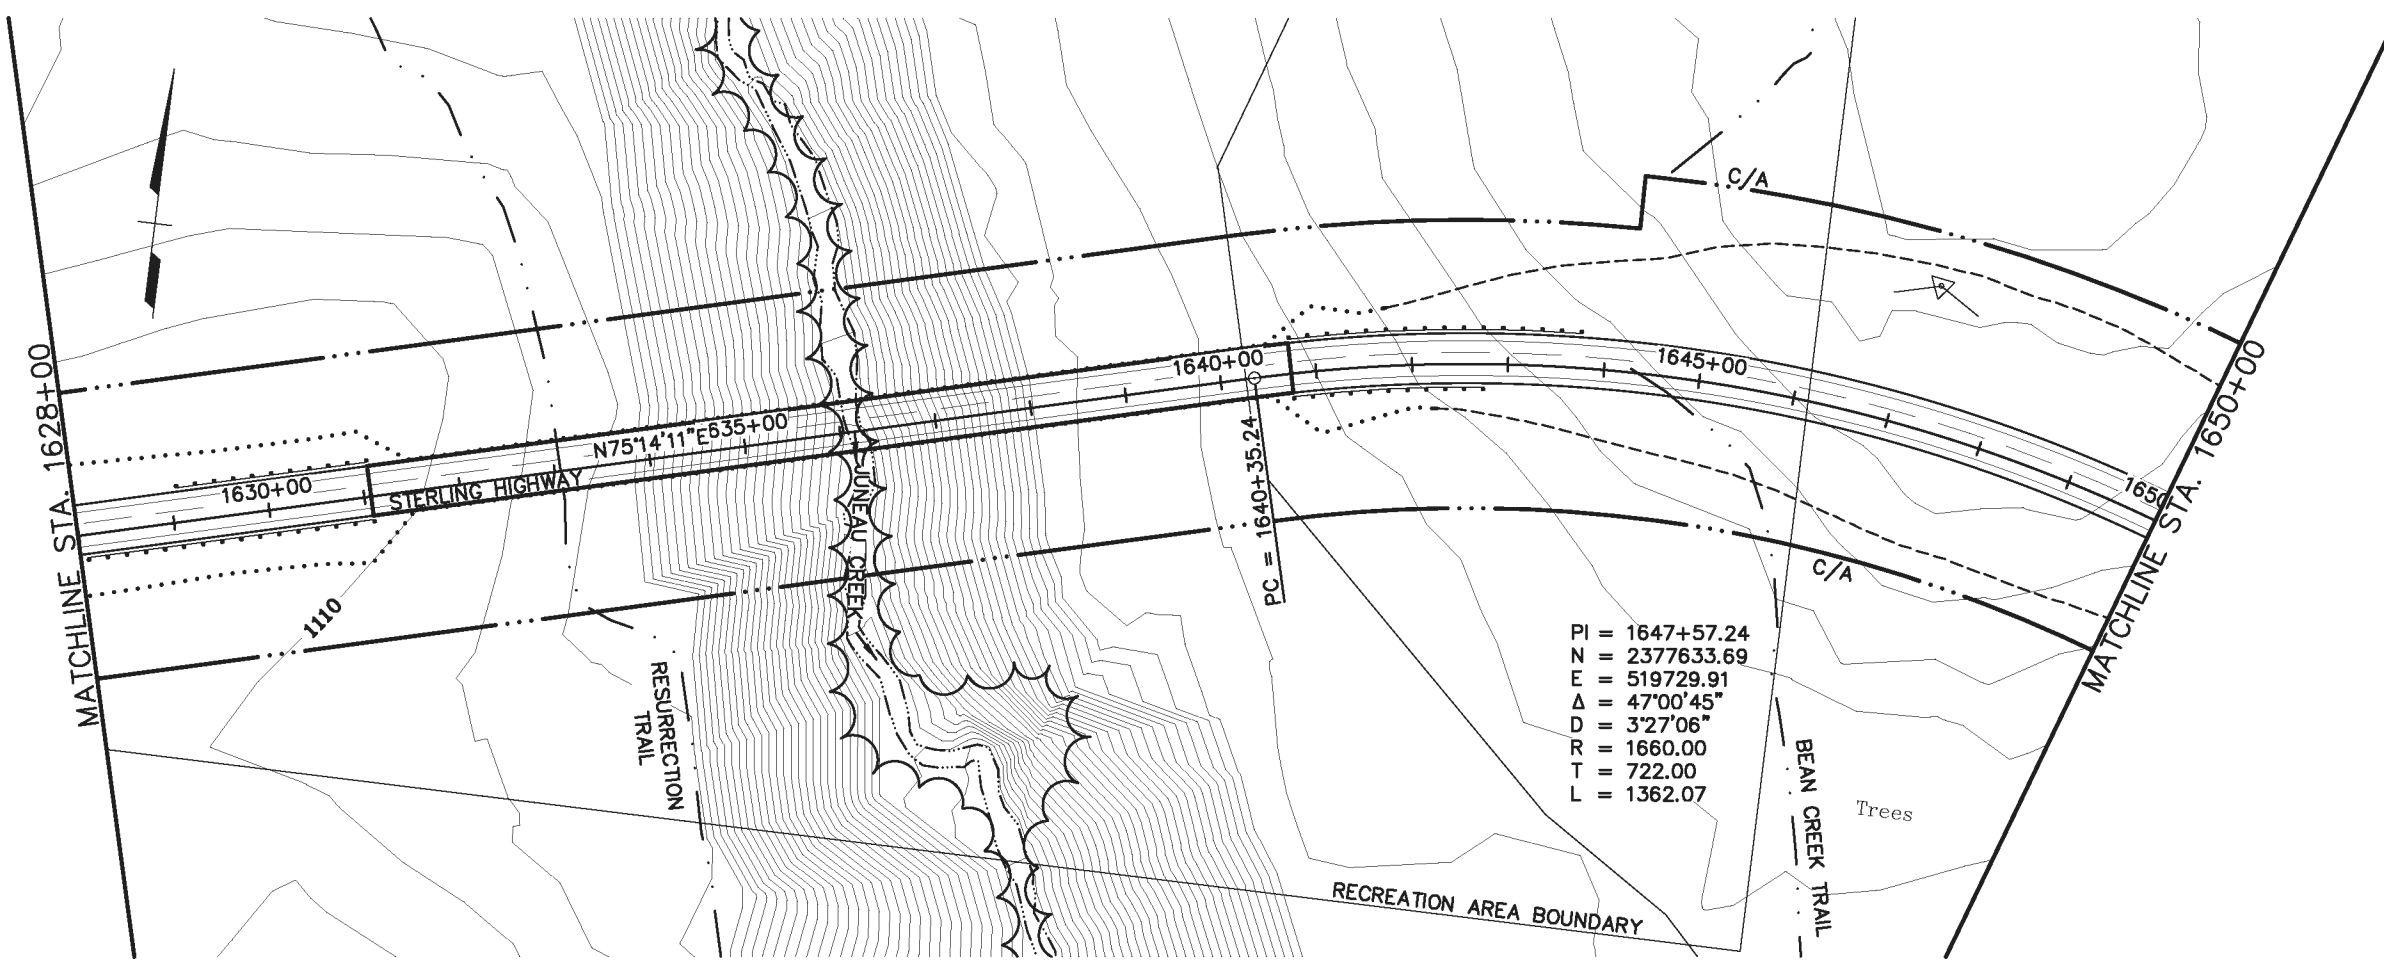 MATCHLINE STA. 1628+00
1630+00
STERLING HIGHWAY
N75°14'11"E
635+00
1640+00
1645+00
1650
C/A
C/A
MATCHLINE STA. 1650+00
JUNEAU CREEK
PC = 1640+35.24
1110
RESURRECTION
TRAIL
PI = 1647+57.24
N = 2377633.69
E = 519729.91
Δ = 47°00'45"
D = 3°27'06"
R = 1660.00
T = 722.00
L = 1362.07
BEAN CREEK TRAIL
Trees
RECREATION AREA BOUNDARY